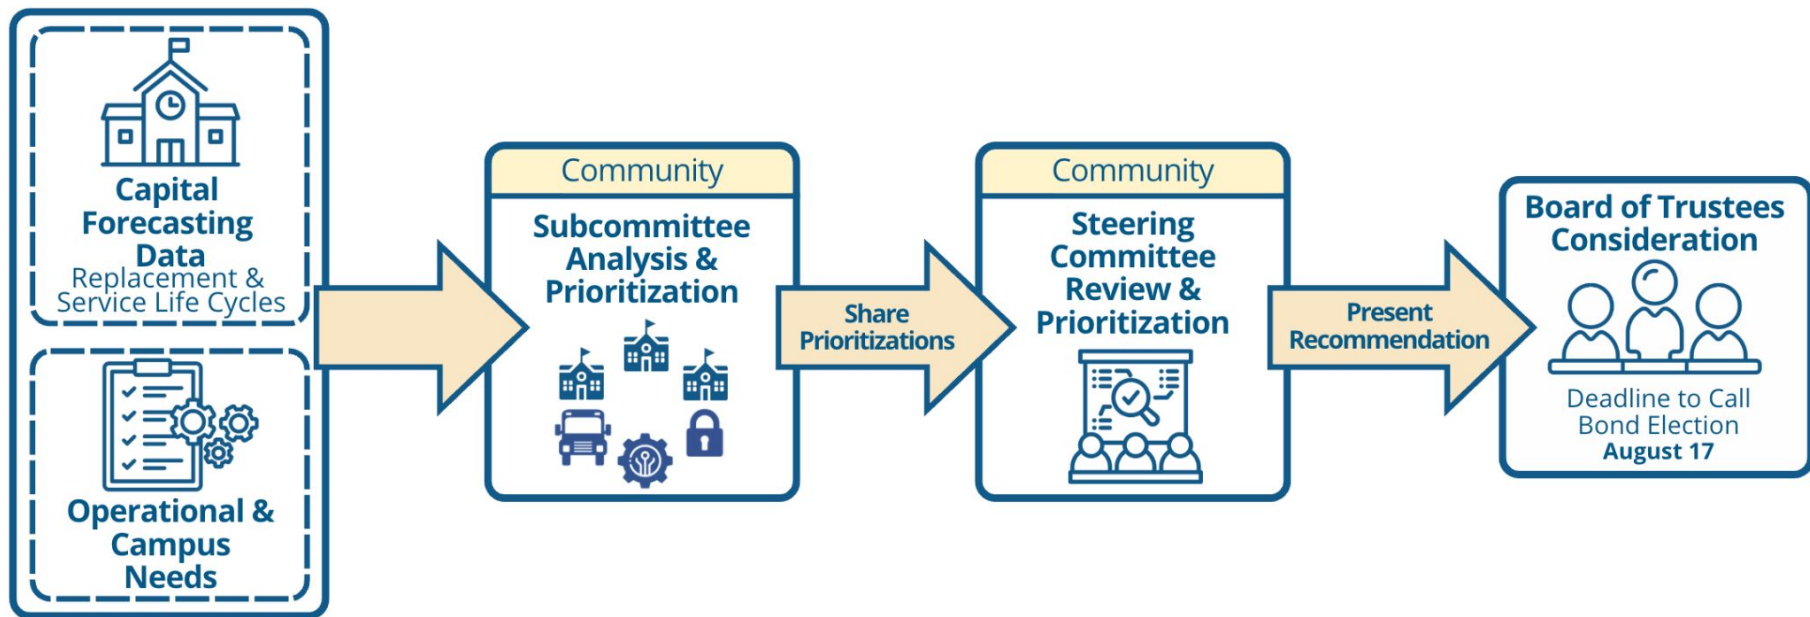 Capital
Forecasting
Data
Replacement &
Service Life Cycles
Operational &
Campus
Needs
Community
Subcommittee
Analysis &
Prioritization
Share
Prioritizations
Community
Steering
Committee
Review &
Prioritization
Present
Recommendation
Board of Trustees
Consideration
Deadline to Call
Bond Election
August 17